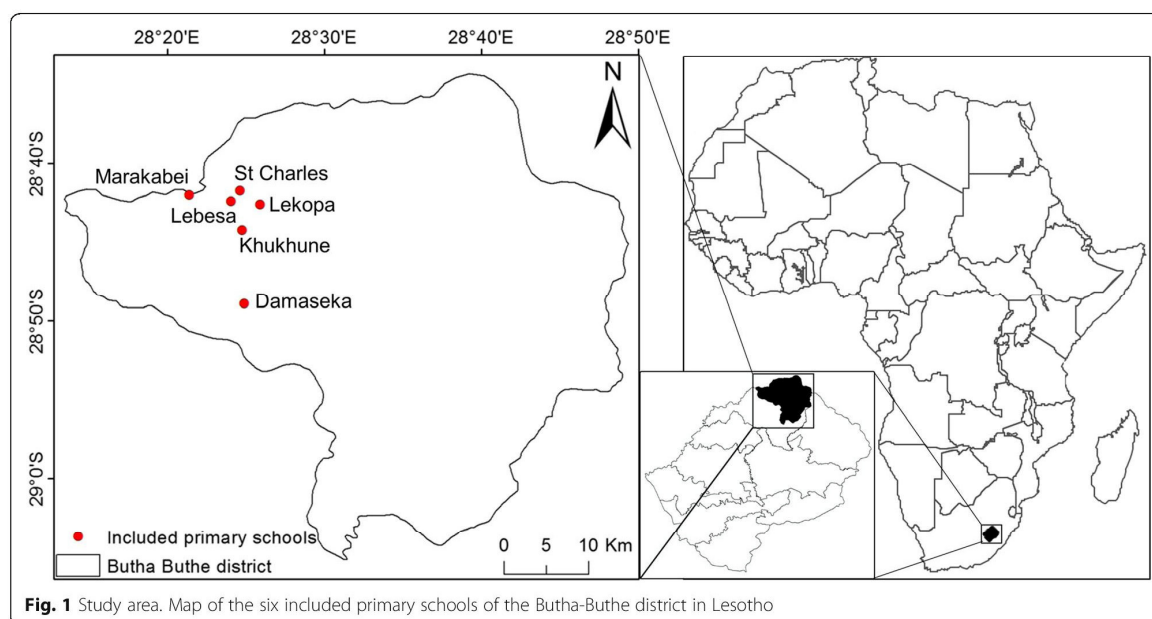 28°20'E 28°30'E 28°40'E 28°50'E
N
28°40'S
28°50'S
29°0'S
Marakabei
St Charles
Lebesa
Lekopa
Khukhune
Damaseka
Included primary schools
Butha Buthe district
0 5 10 Km
Fig. 1 Study area. Map of the six included primary schools of the Butha-Buthe district in Lesotho